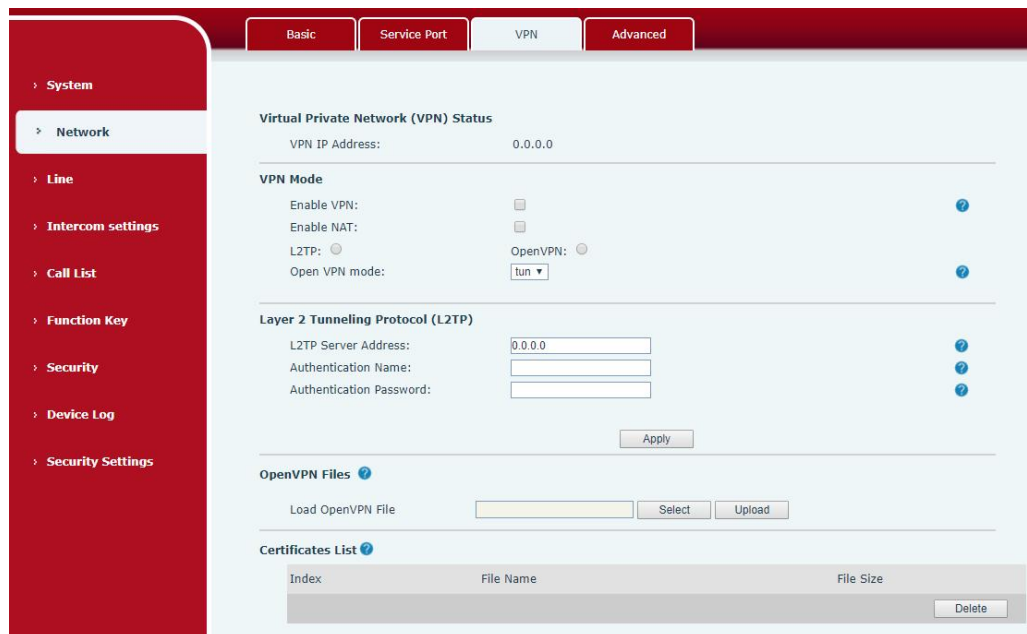 Basic Service Port VPN Advanced
System
Network
Line
Intercom settings
Call List
Function Key
Security
Device Log
Security Settings
Virtual Private Network (VPN) Status
VPN IP Address: 0.0.0.0
VPN Mode
Enable VPN: ?
Enable NAT:
L2TP: OpenVPN:
Open VPN mode: tun ?
Layer 2 Tunneling Protocol (L2TP)
L2TP Server Address: 0.0.0.0 ?
Authentication Name: ?
Authentication Password: ?
Apply
OpenVPN Files ?
Load OpenVPN File Select Upload
Certificates List ?
Index File Name File Size
Delete